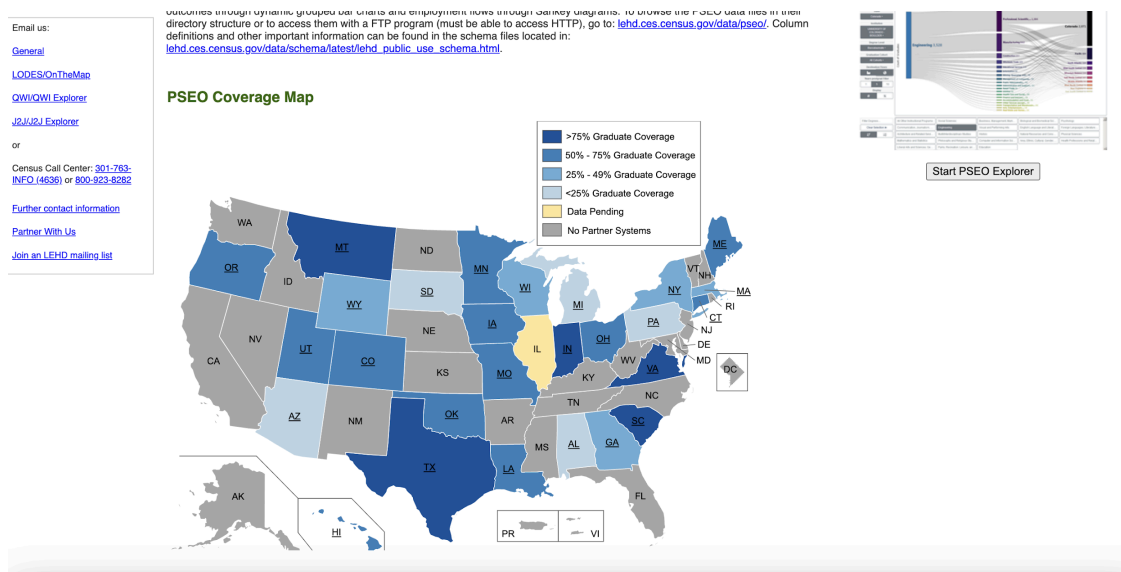 outcomes through dynamic grouped bar charts and employment flows through Sankey diagrams. To browse the PSEO data files in their
directory structure or to access them with a FTP program (must be able to access HTTP), go to: lehd.ces.census.gov/data/pseo/. Column
definitions and other important information can be found in the schema files located in:
lehd.ces.census.gov/data/schema/latest/lehd_public_use_schema.html.
Email us:
General
LODES/OnTheMap
QWI/QWI Explorer
J2J/J2J Explorer
or
Census Call Center: 301-763-
INFO (4636) or 800-923-8282
Further contact information
Partner With Us
Join an LEHD mailing list
PSEO Coverage Map
>75% Graduate Coverage
50% - 75% Graduate Coverage
25% - 49% Graduate Coverage
<25% Graduate Coverage
Data Pending
No Partner Systems
WA
MT
ND
MN
ME
OR
ID
SD
WI
VT
NH
WY
MI
NY
MA
RI
CT
NJ
DE
MD
DC
NV
UT
CO
NE
IA
IL
IN
OH
PA
WV
VA
CA
KS
MO
KY
NC
TN
SC
AZ
NM
OK
AR
MS
AL
GA
TX
LA
FL
AK
HI
PR
VI
Start PSEO Explorer